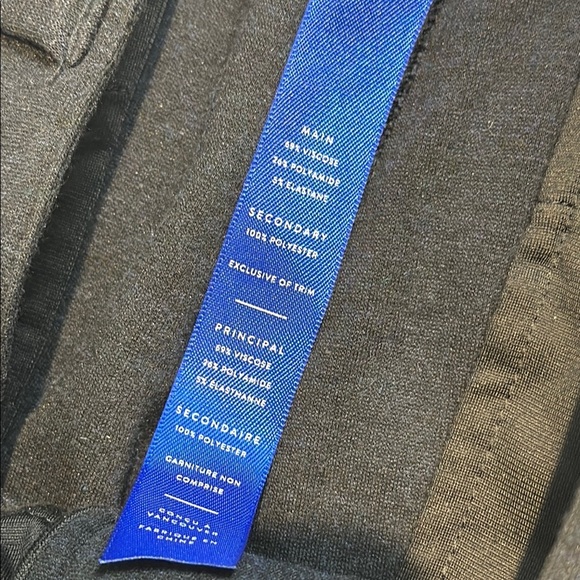 MAIN
69% VISCOSE
26% POLYAMIDE
5% ELASTANE
SECONDARY
100% POLYESTER
EXCLUSIVE OF TRIM
PRINCIPAL
69% VISCOSE
26% POLYAMIDE
5% ÉLASTHANNE
SECONDAIRE
100% POLYESTER
GARNITURE NON
COMPRISE
CONÇU À
VANCOUVER
FABRIQUÉ EN
CHINE